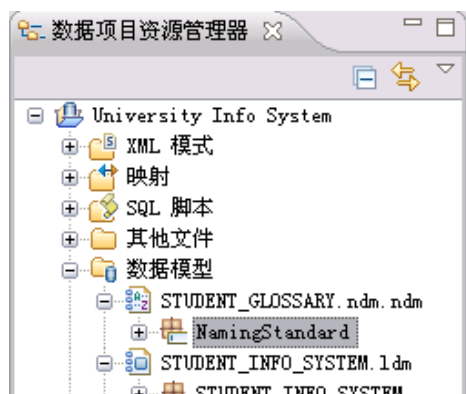 数据项目资源管理器
University Info System
XML 模式
映射
SQL 脚本
其他文件
数据模型
STUDENT_GLOSSARY.ndm.ndm
NamingStandard
STUDENT_INFO_SYSTEM.ldm
STUDENT_INFO_SYSTEM